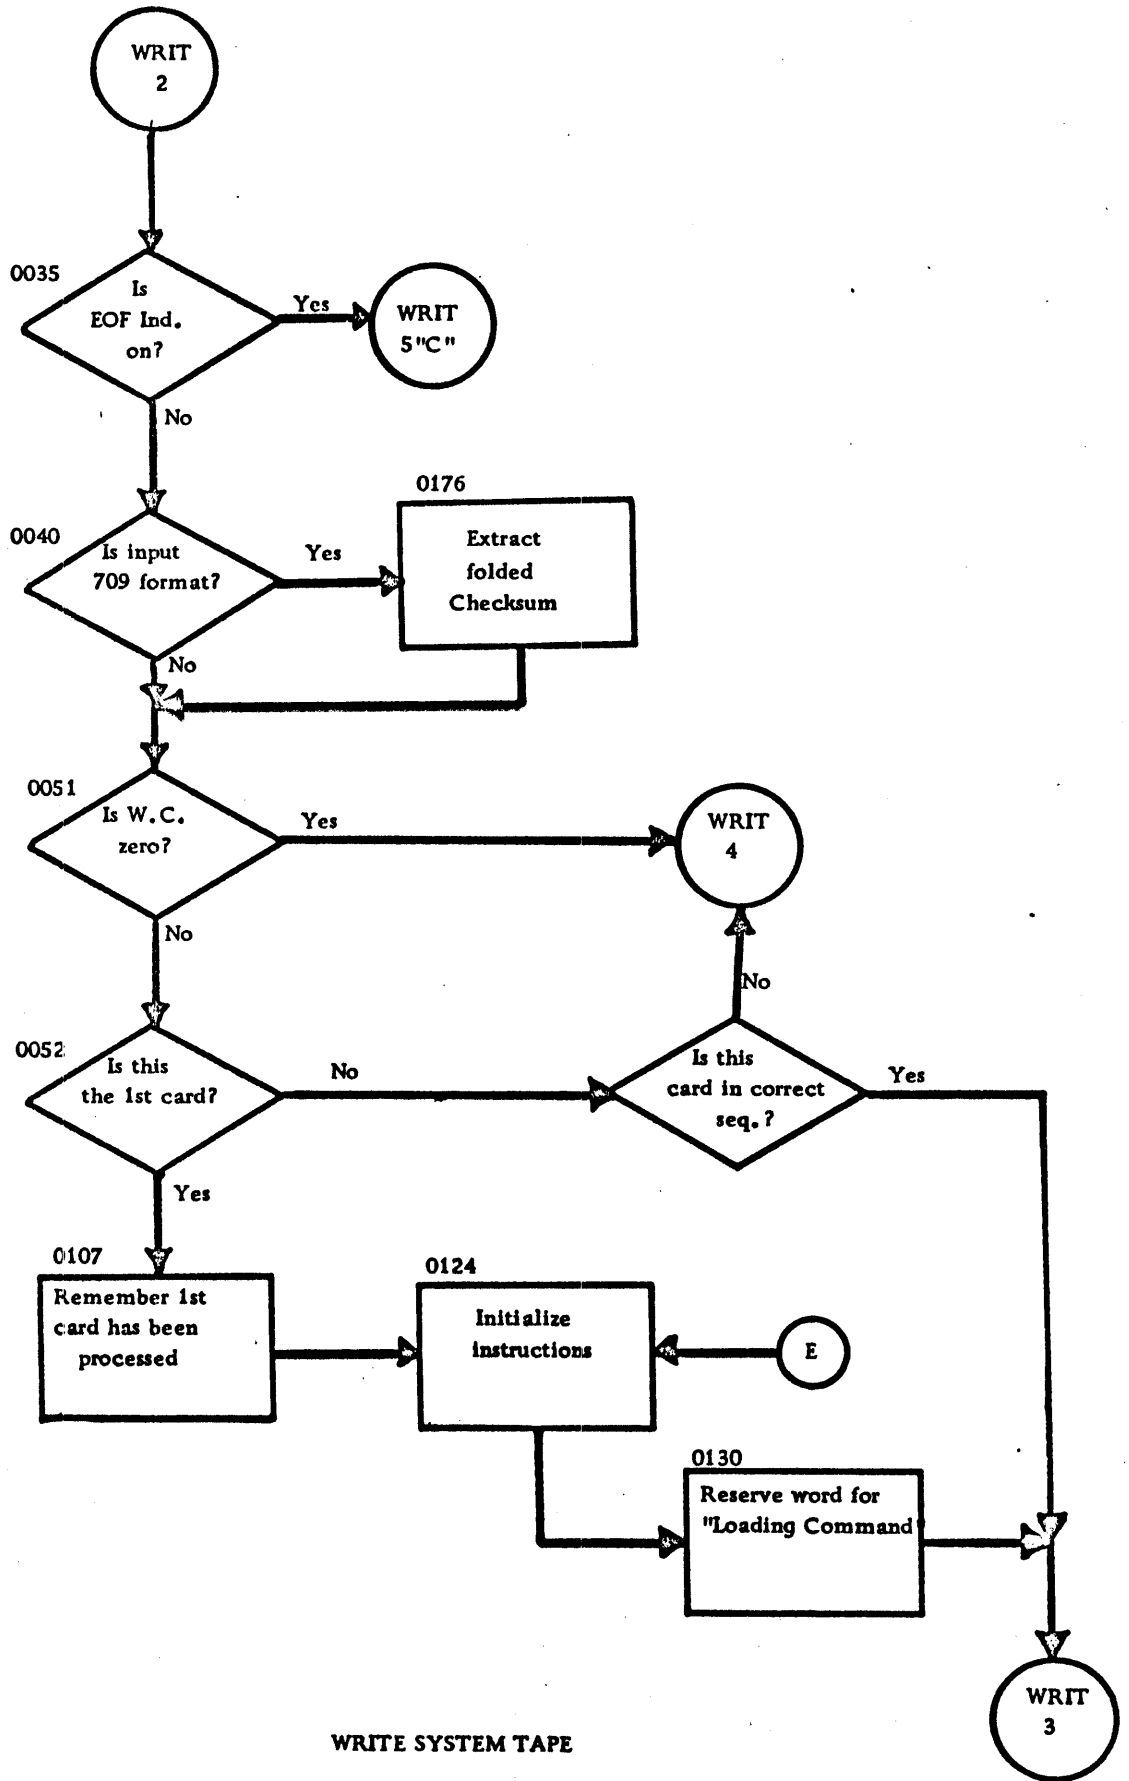 WRIT
2
0035
Is
EOF Ind.
on?
Yes
WRIT
5"C"
No
0176
0040
Is input
709 format?
Yes
Extract
folded
Checksum
No
0051
Is W.C.
zero?
Yes
WRIT
4
No
No
0052
Is this
the 1st card?
No
Is this
card in correct
seq.?
Yes
Yes
0107
Remember 1st
card has been
processed
0124
Initialize
instructions
E
0130
Reserve word for
"Loading Command
WRIT
3
WRITE SYSTEM TAPE